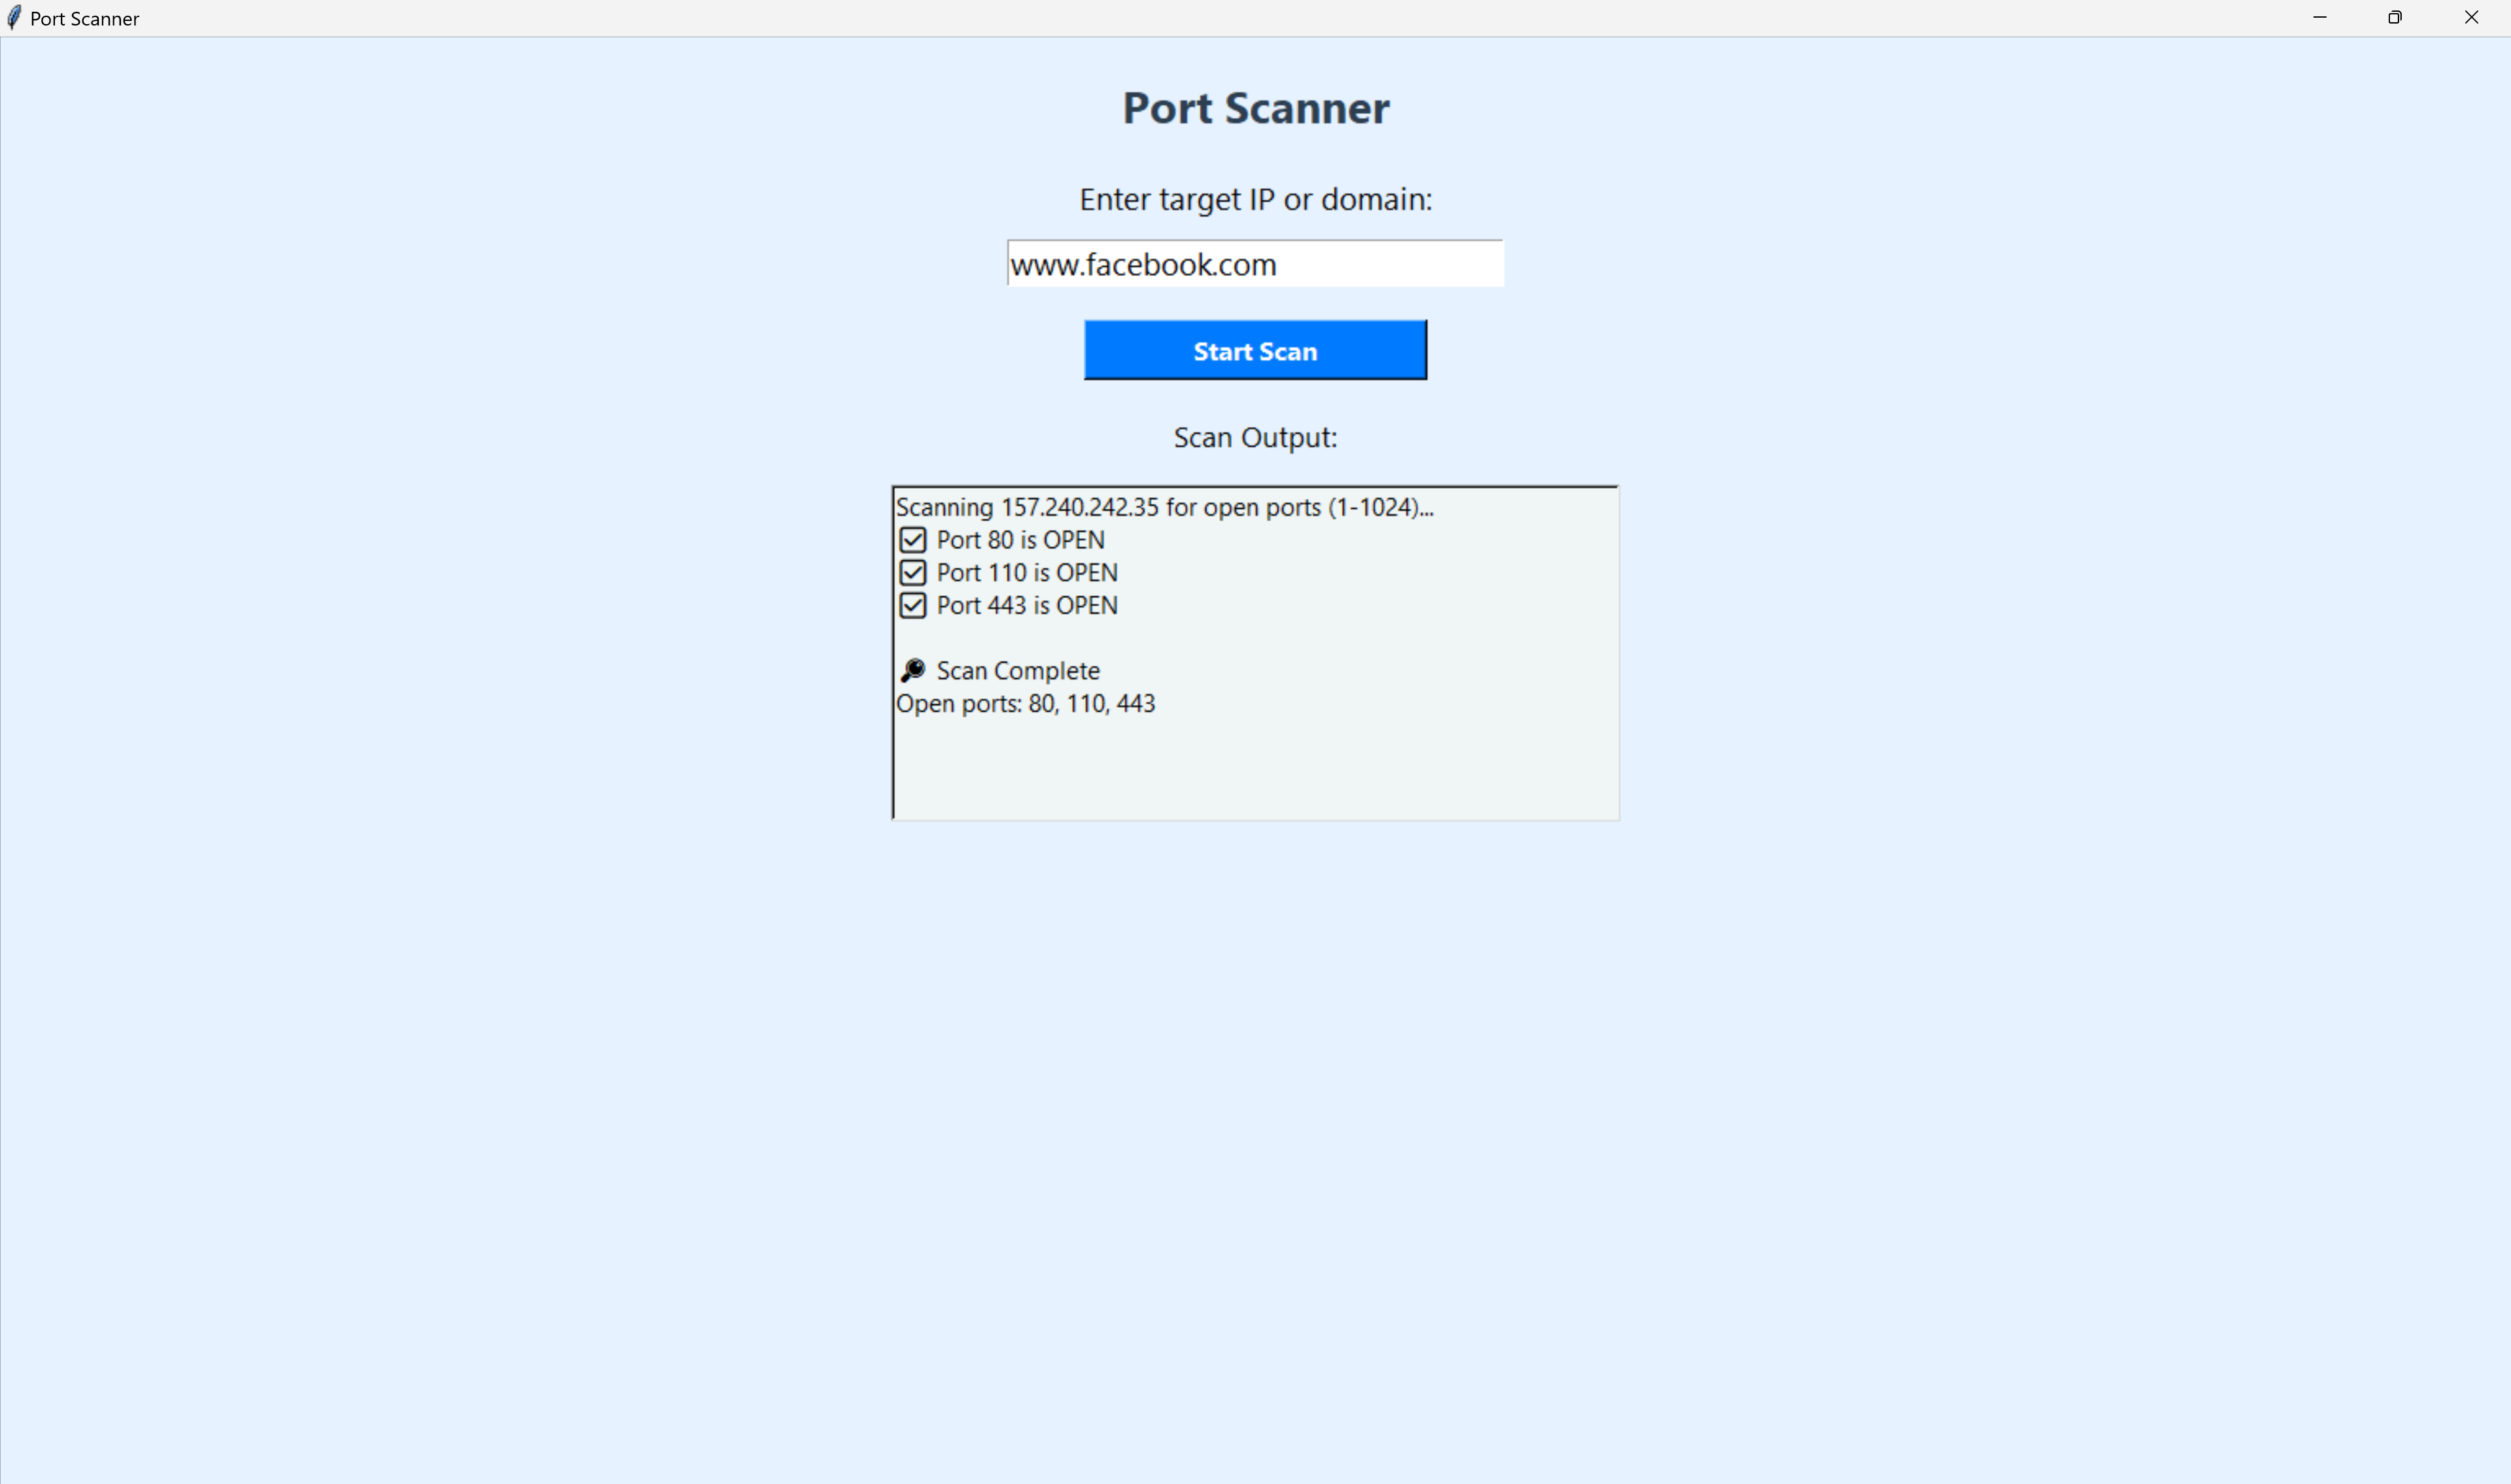 Port Scanner
Port Scanner
Enter target IP or domain:
www.facebook.com
Start Scan
Scan Output:
Scanning 157.240.242.35 for open ports (1-1024)...
Port 80 is OPEN
Port 110 is OPEN
Port 443 is OPEN
Scan Complete
Open ports: 80, 110, 443